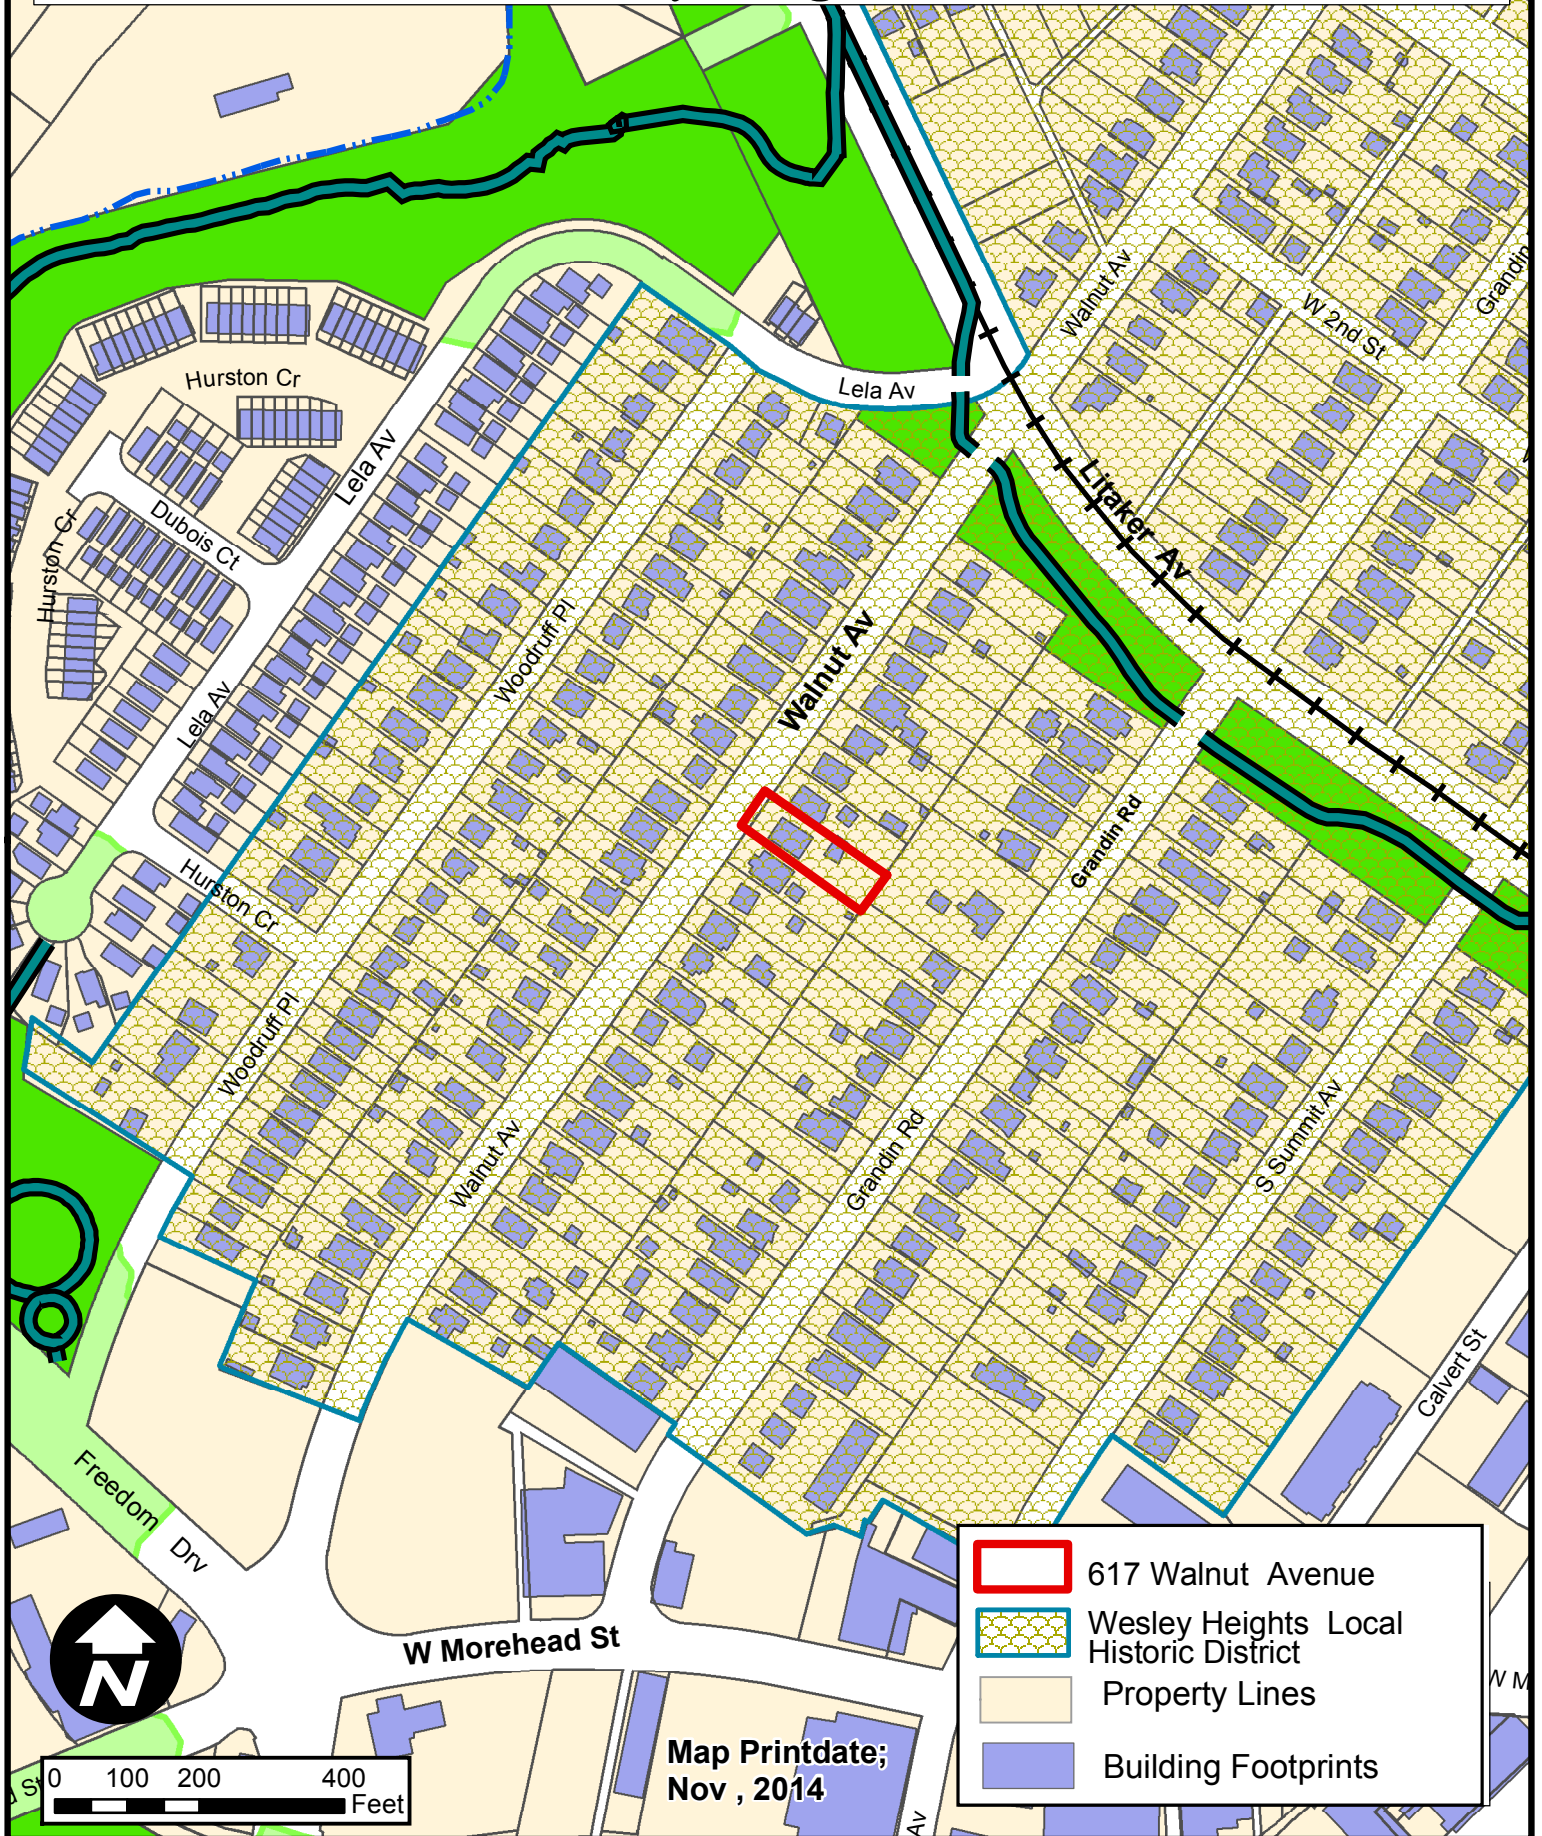 Walnut Av
W 2nd St
Grandin
Lela Av
Hurston Cr
Lela Av
Litaker Av
Dubois Ct
Hurston Cr
Woodruff Pl
Walnut Av
Lela Av
Grandin Rd
Hurston Cr
Woodruff Pl
Walnut Av
Grandin Rd
S Summit Av
Calvert St
Freedom
Drv
W Morehead St
617 Walnut Avenue
Wesley Heights Local
Historic District
Property Lines
Building Footprints
W M
N
Map Printdate;
Nov , 2014
0 100 200 400
Feet
St
Av